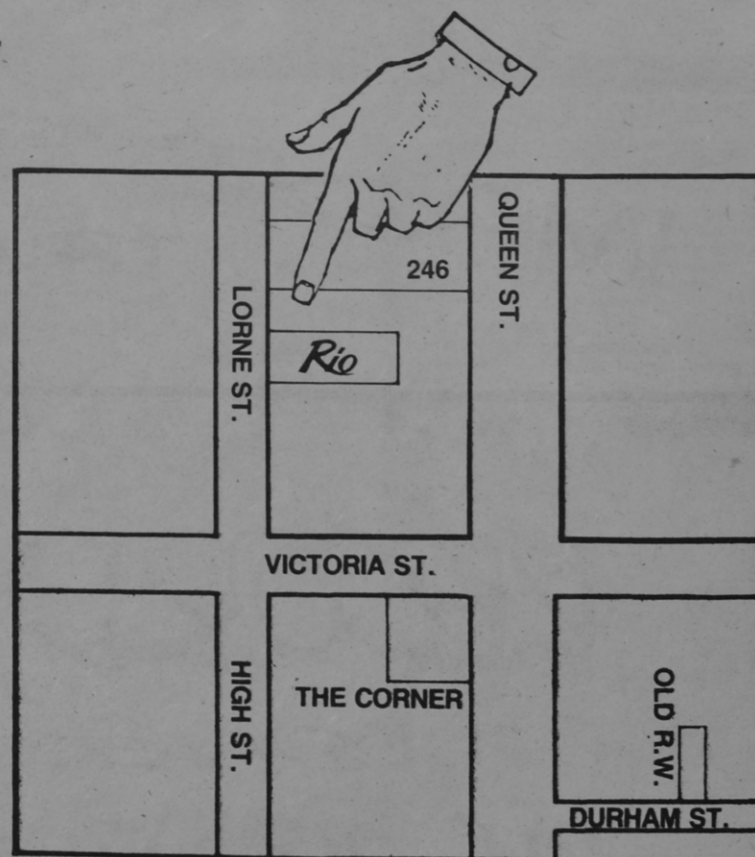 QUEEN ST.
246
LORNE ST.
Rio
VICTORIA ST.
HIGH ST.
THE CORNER
OLD R.W.
DURHAM ST.